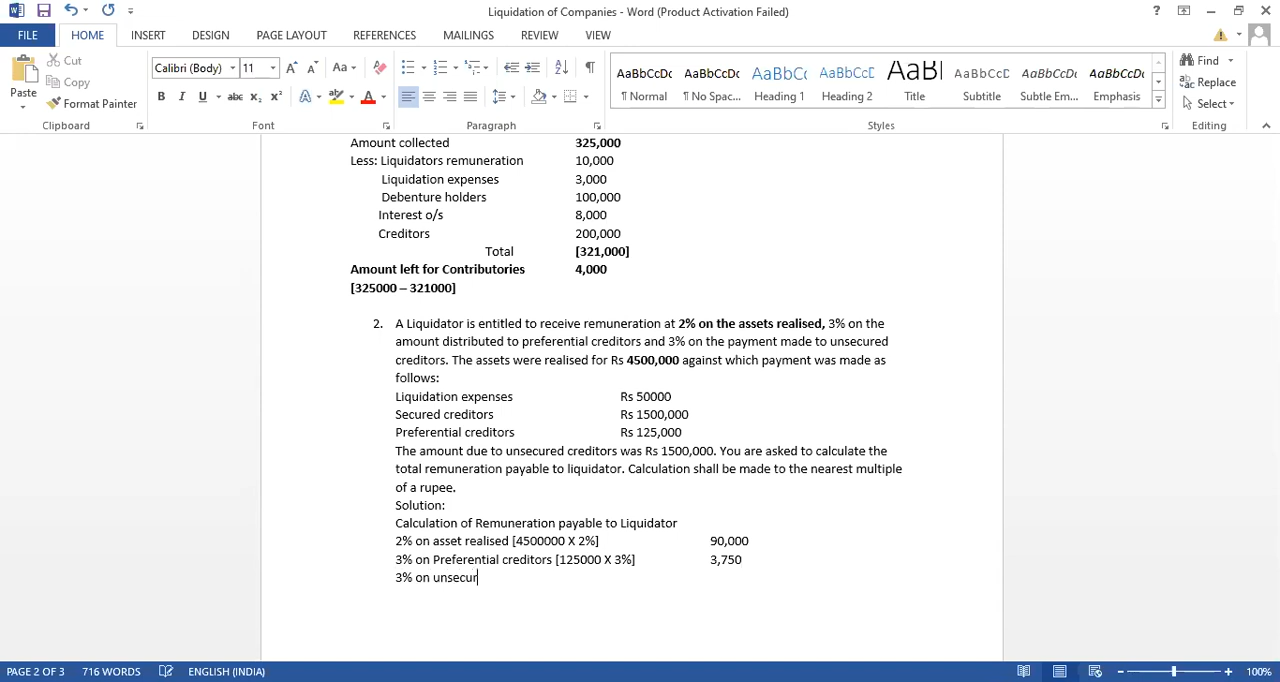 Liquidation of Companies - Word (Product Activation Failed)
FILE HOME INSERT DESIGN PAGE LAYOUT REFERENCES MAILINGS REVIEW VIEW
Paste
Cut
Copy
Format Painter
Clipboard
Calibri (Body) 11
Font
Paragraph
AaBbCcDc AaBbCcDc AaBbCc AaBbCcD AaBl AaBbCcD AaBbCcDc AaBbCcDc
¶ Normal ¶ No Spac... Heading 1 Heading 2 Title Subtitle Subtle Em... Emphasis
Styles
Find
Replace
Select
Editing
Amount collected 325,000
Less: Liquidators remuneration 10,000
Liquidation expenses 3,000
Debenture holders 100,000
Interest o/s 8,000
Creditors 200,000
Total [321,000]
Amount left for Contributories 4,000
[325000 – 321000]
2. A Liquidator is entitled to receive remuneration at 2% on the assets realised, 3% on the
amount distributed to preferential creditors and 3% on the payment made to unsecured
creditors. The assets were realised for Rs 4500,000 against which payment was made as
follows:
Liquidation expenses Rs 50000
Secured creditors Rs 1500,000
Preferential creditors Rs 125,000
The amount due to unsecured creditors was Rs 1500,000. You are asked to calculate the
total remuneration payable to liquidator. Calculation shall be made to the nearest multiple
of a rupee.
Solution:
Calculation of Remuneration payable to Liquidator
2% on asset realised [4500000 X 2%] 90,000
3% on Preferential creditors [125000 X 3%] 3,750
3% on unsecur
PAGE 2 OF 3 716 WORDS ENGLISH (INDIA) 100%